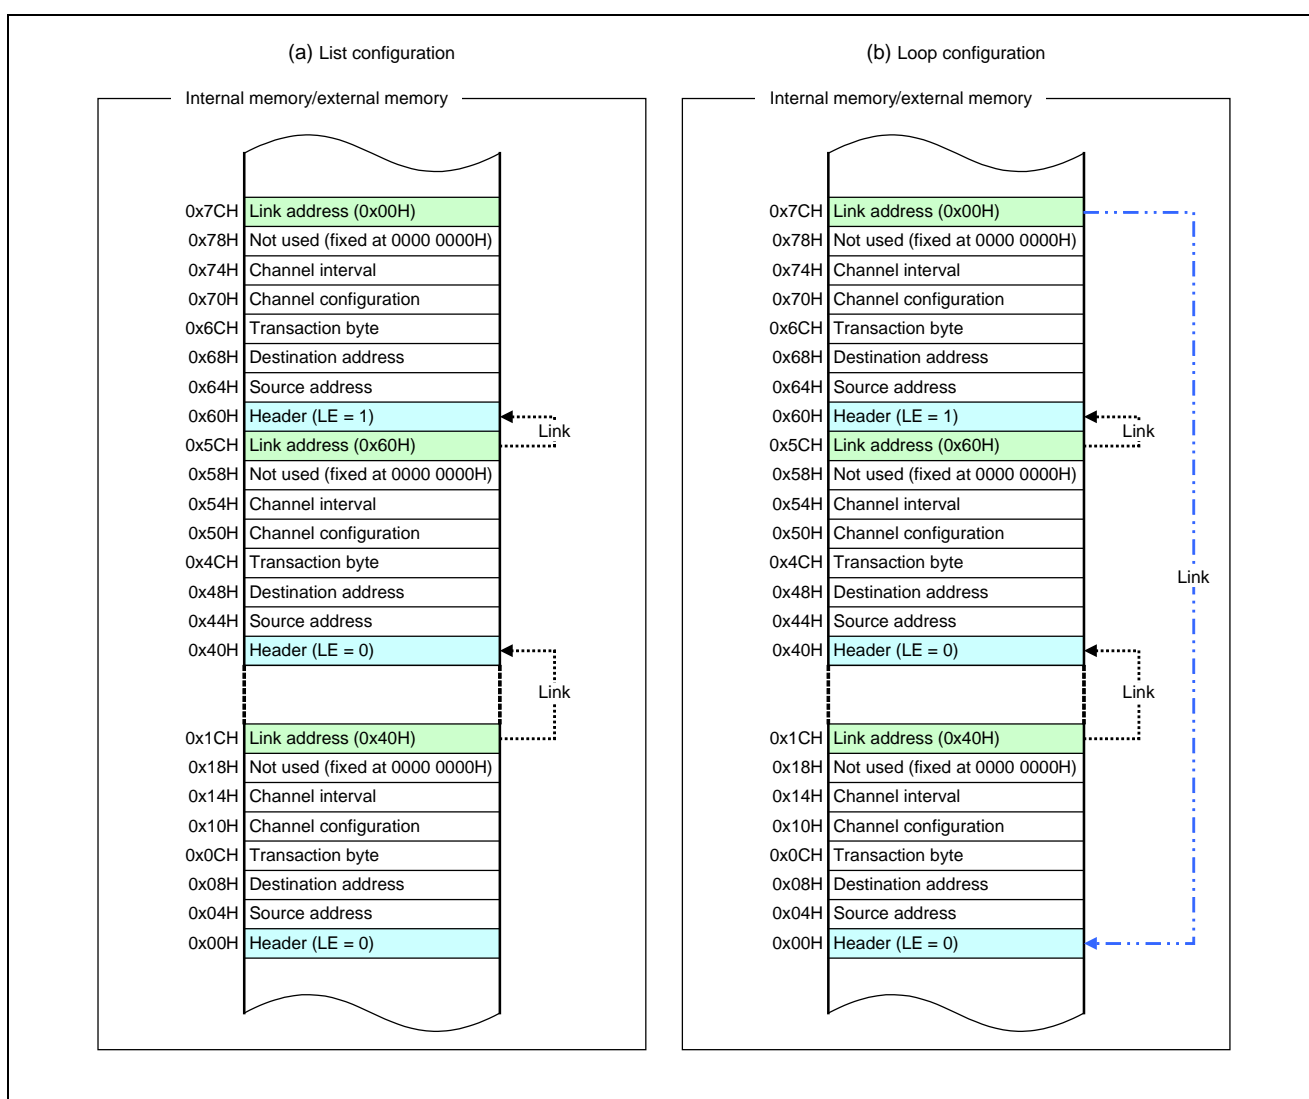 (a) List configuration
Internal memory/external memory
0x7CH Link address (0x00H)
0x78H Not used (fixed at 0000 0000H)
0x74H Channel interval
0x70H Channel configuration
0x6CH Transaction byte
0x68H Destination address
0x64H Source address
0x60H Header (LE = 1)
Link
0x5CH Link address (0x60H)
0x58H Not used (fixed at 0000 0000H)
0x54H Channel interval
0x50H Channel configuration
0x4CH Transaction byte
0x48H Destination address
0x44H Source address
0x40H Header (LE = 0)
Link
0x1CH Link address (0x40H)
0x18H Not used (fixed at 0000 0000H)
0x14H Channel interval
0x10H Channel configuration
0x0CH Transaction byte
0x08H Destination address
0x04H Source address
0x00H Header (LE = 0)
(b) Loop configuration
Internal memory/external memory
0x7CH Link address (0x00H)
0x78H Not used (fixed at 0000 0000H)
0x74H Channel interval
0x70H Channel configuration
0x6CH Transaction byte
0x68H Destination address
0x64H Source address
0x60H Header (LE = 1)
Link
0x5CH Link address (0x60H)
0x58H Not used (fixed at 0000 0000H)
0x54H Channel interval
0x50H Channel configuration
0x4CH Transaction byte
0x48H Destination address
Link
0x44H Source address
0x40H Header (LE = 0)
Link
0x1CH Link address (0x40H)
0x18H Not used (fixed at 0000 0000H)
0x14H Channel interval
0x10H Channel configuration
0x0CH Transaction byte
0x08H Destination address
0x04H Source address
0x00H Header (LE = 0)